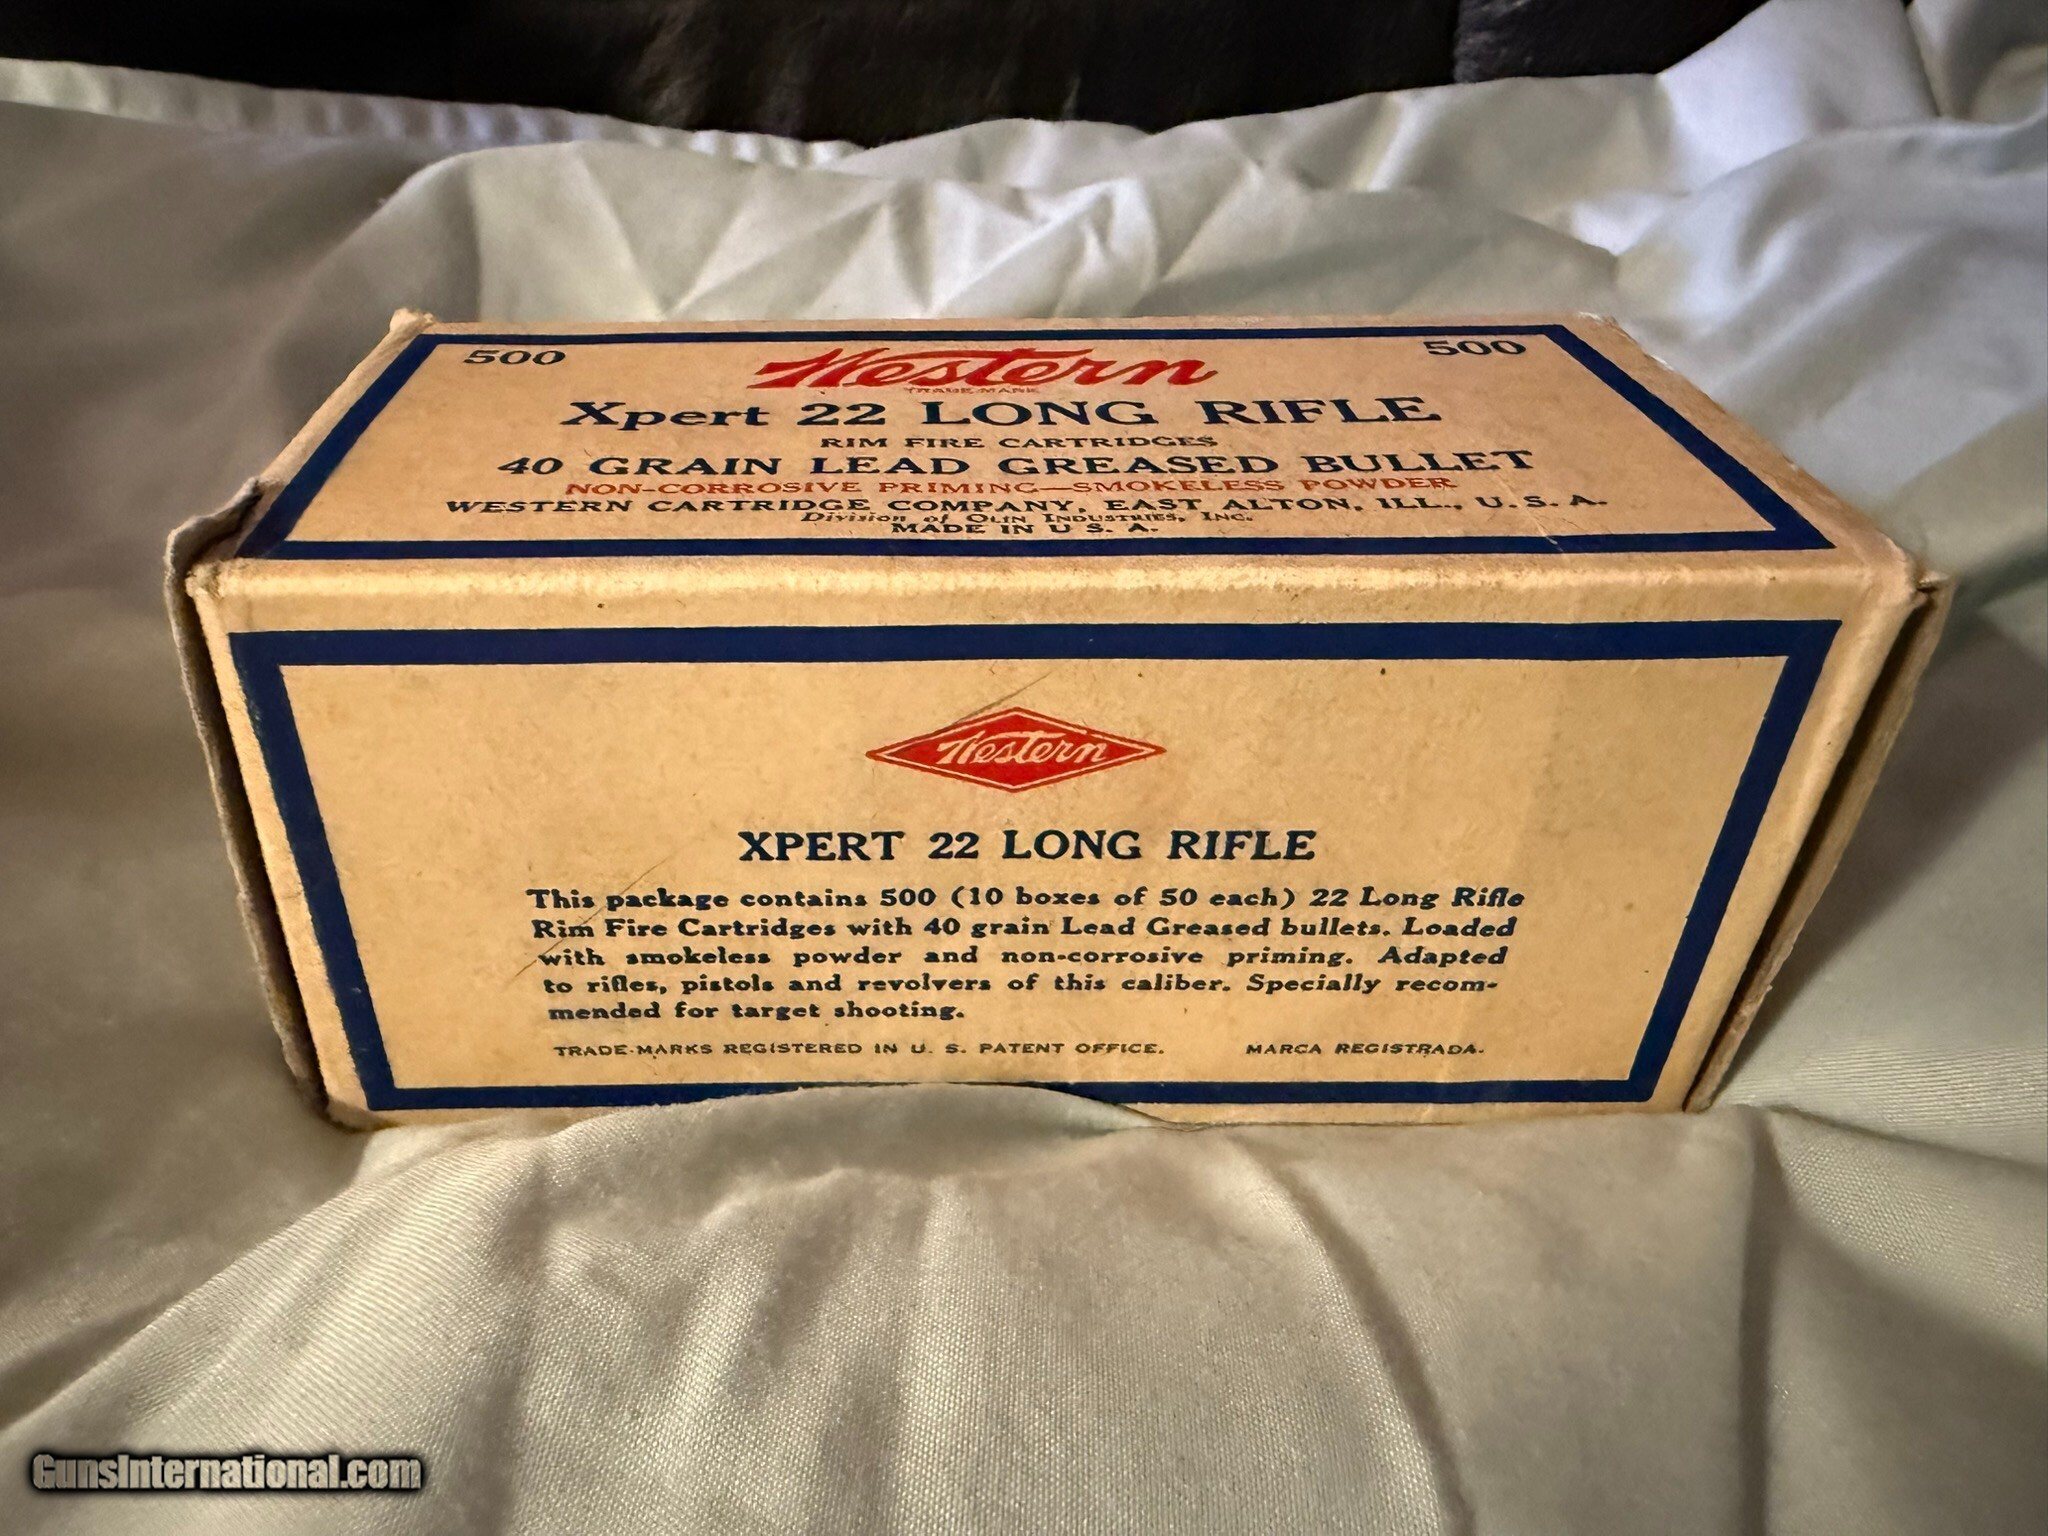 500 Western 500
TRADE-MARK
Xpert 22 LONG RIFLE
RIM FIRE CARTRIDGES
40 GRAIN LEAD GREASED BULLET
NON-CORROSIVE PRIMING—SMOKELESS POWDER
WESTERN CARTRIDGE COMPANY, EAST ALTON, ILL., U. S. A.
Division of OLIN INDUSTRIES, INC.
MADE IN U. S. A.
Western
XPERT 22 LONG RIFLE
This package contains 500 (10 boxes of 50 each) 22 Long Rifle
Rim Fire Cartridges with 40 grain Lead Greased bullets. Loaded
with smokeless powder and non-corrosive priming. Adapted
to rifles, pistols and revolvers of this caliber. Specially recom-
mended for target shooting.
TRADE-MARKS REGISTERED IN U. S. PATENT OFFICE. MARCA REGISTRADA.
GunsInternational.com